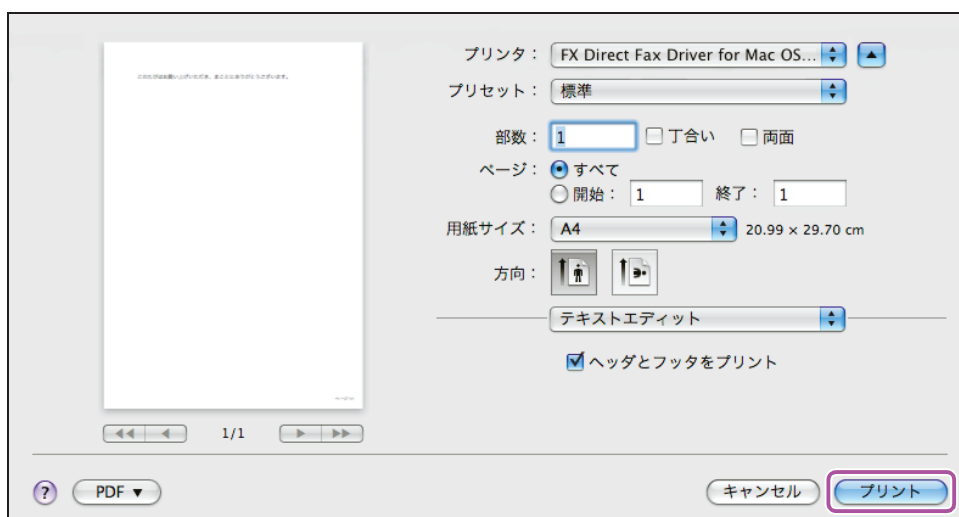 プリンタ： FX Direct Fax Driver for Mac OS...
プリセット： 標準
部数： 1 丁合い 両面
ページ： すべて
開始： 1 終了： 1
用紙サイズ： A4 20.99 × 29.70 cm
方向：
テキストエディット
ヘッダとフッタをプリント
1/1
? PDF ▼ キャンセル プリント